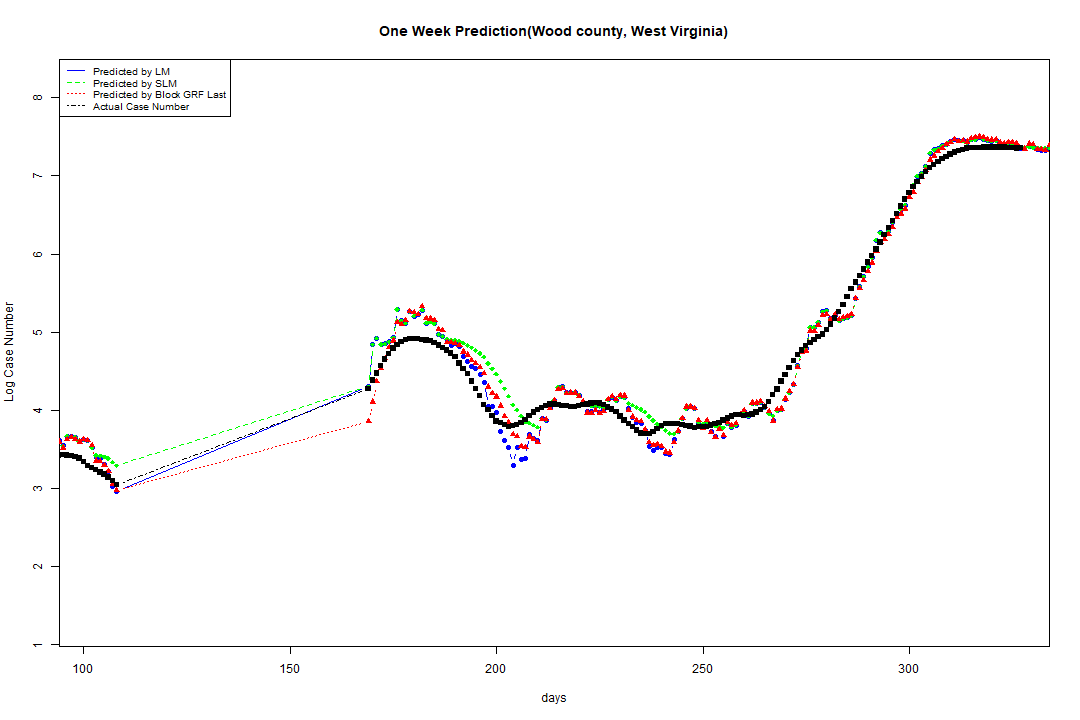 One Week Prediction(Wood county, West Virginia)
Predicted by LM
Predicted by SLM
Predicted by Block GRF Last
Actual Case Number
8
7
6
5
4
3
2
1
Log Case Number
100 150 200 250 300
days